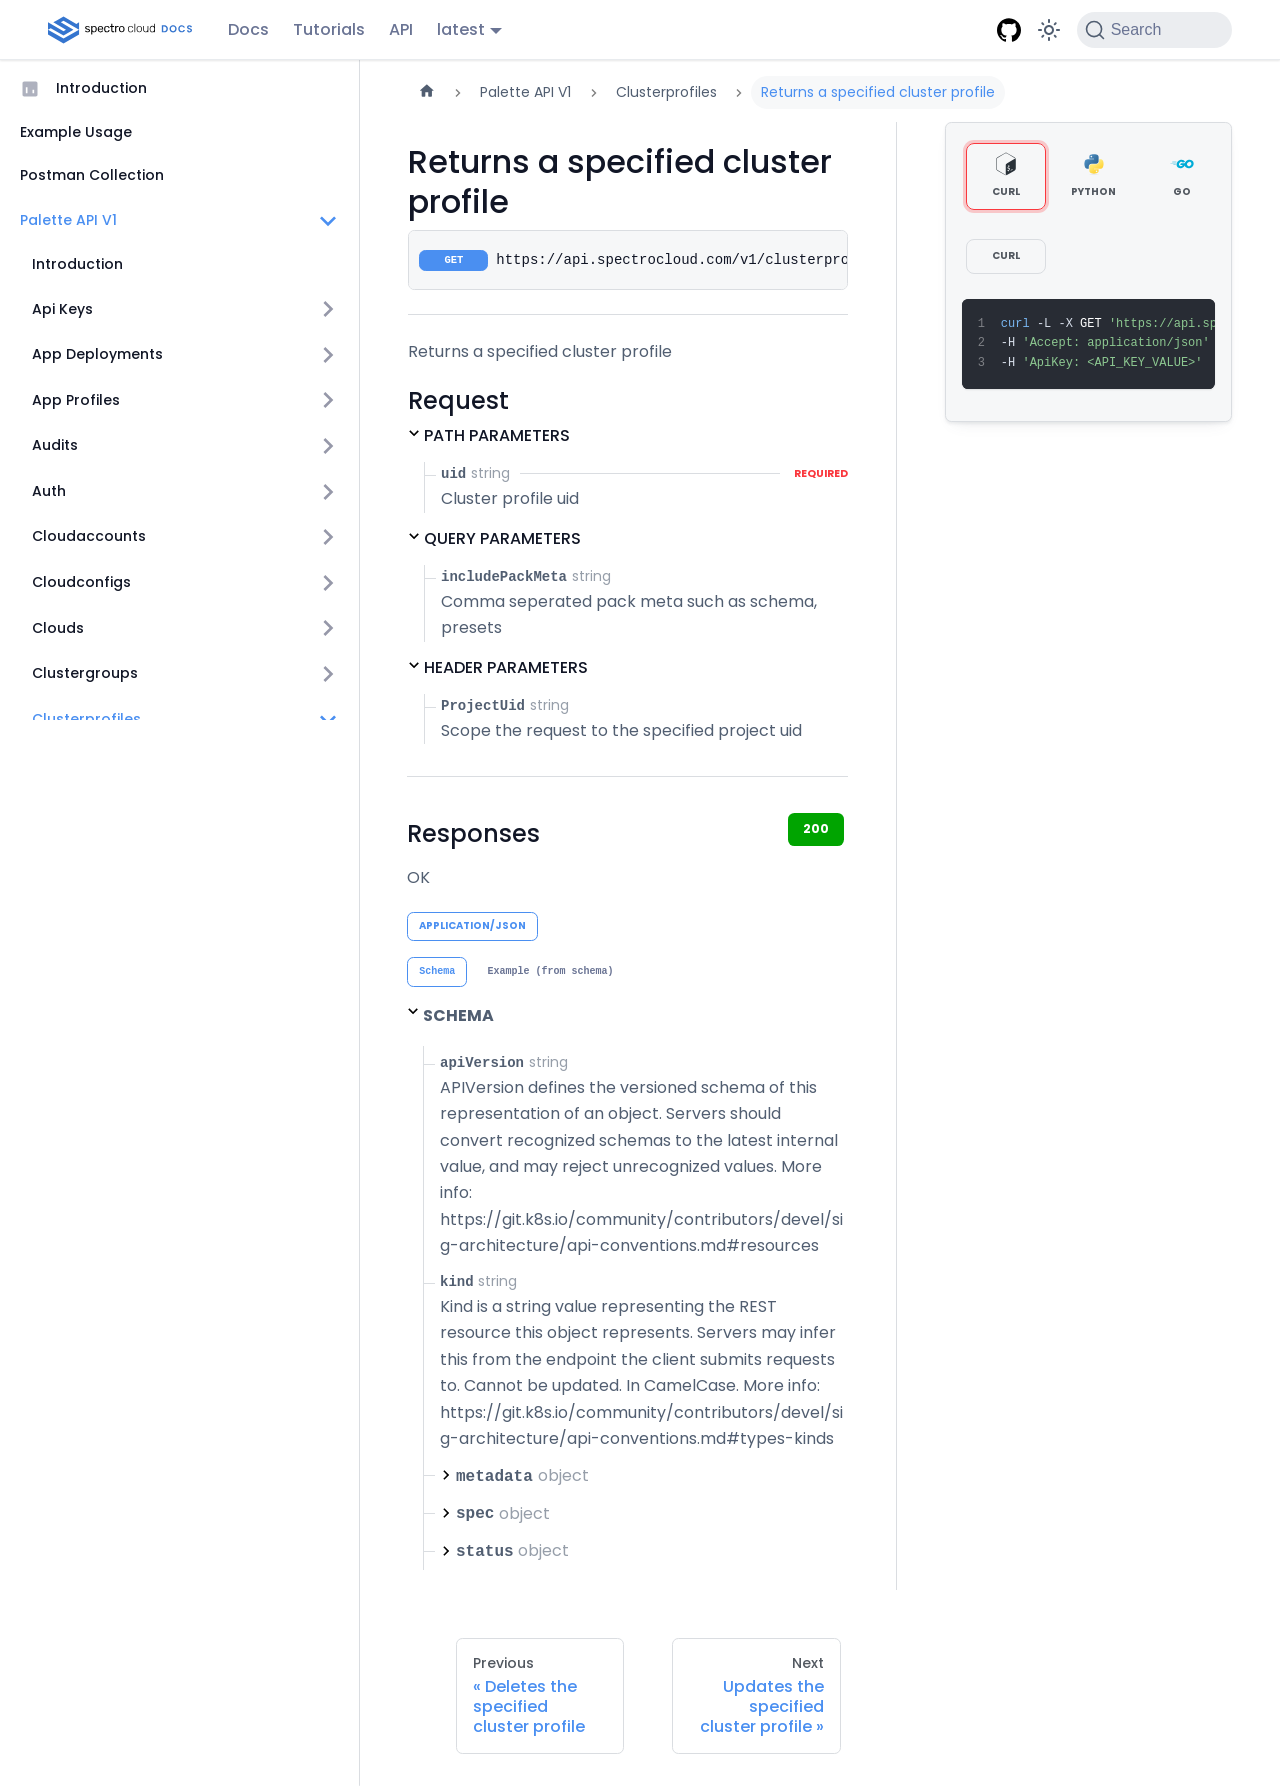 spectro cloud DOCS
Docs
Tutorials
API
latest
Search
Introduction
Example Usage
Postman Collection
Palette API V1
Introduction
Api Keys
App Deployments
App Profiles
Audits
Auth
Cloudaccounts
Cloudconfigs
Clouds
Clustergroups
Clusterprofiles
Palette API V1
Clusterprofiles
Returns a specified cluster profile
Returns a specified cluster
profile
GET https://api.spectrocloud.com/v1/clusterpro
Returns a specified cluster profile
Request
PATH PARAMETERS
uid string REQUIRED
Cluster profile uid
QUERY PARAMETERS
includePackMeta string
Comma seperated pack meta such as schema,
presets
HEADER PARAMETERS
ProjectUid string
Scope the request to the specified project uid
Responses
200
OK
APPLICATION/JSON
Schema
Example (from schema)
SCHEMA
apiVersion string
APIVersion defines the versioned schema of this
representation of an object. Servers should
convert recognized schemas to the latest internal
value, and may reject unrecognized values. More
info:
https://git.k8s.io/community/contributors/devel/si
g-architecture/api-conventions.md#resources
kind string
Kind is a string value representing the REST
resource this object represents. Servers may infer
this from the endpoint the client submits requests
to. Cannot be updated. In CamelCase. More info:
https://git.k8s.io/community/contributors/devel/si
g-architecture/api-conventions.md#types-kinds
metadata object
spec object
status object
CURL
PYTHON
GO
CURL
1 curl -L -X GET 'https://api.sp
2 -H 'Accept: application/json'
3 -H 'ApiKey: <API_KEY_VALUE>'
Previous
« Deletes the
specified
cluster profile
Next
Updates the
specified
cluster profile »